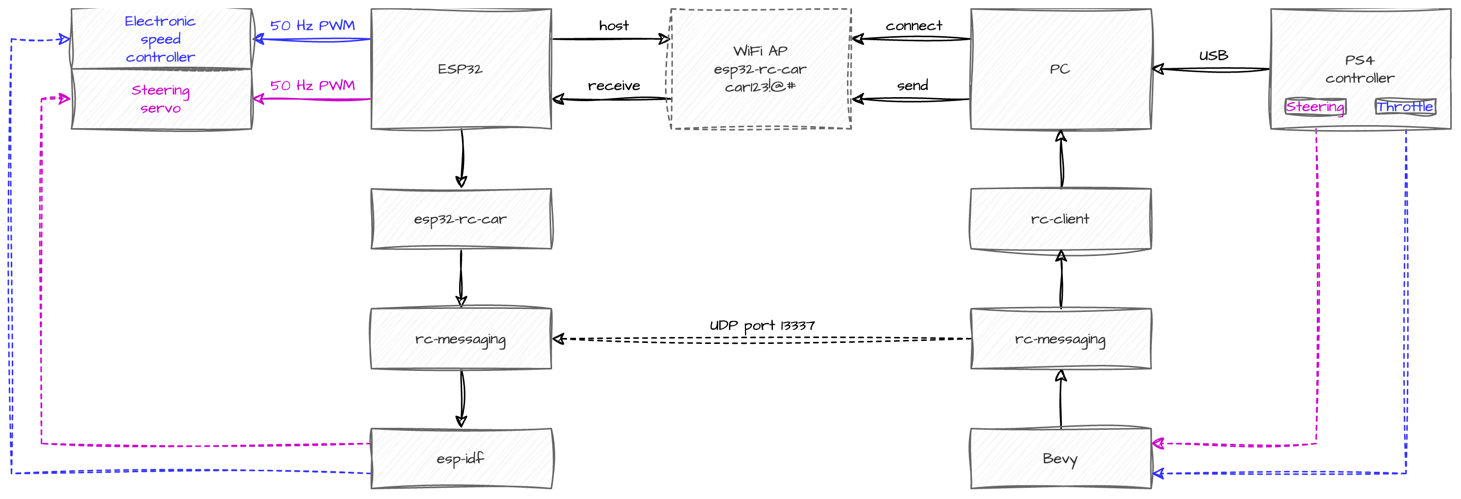 Electronic
speed
controller
50 Hz PWM
Steering
servo
50 Hz PWM
ESP32
host
receive
WiFi AP
esp32-rc-car
car123!@#
connect
send
PC
USB
PS4
controller
Steering
Throttle
esp32-rc-car
rc-client
rc-messaging
UDP port 13337
rc-messaging
esp-idf
Bevy